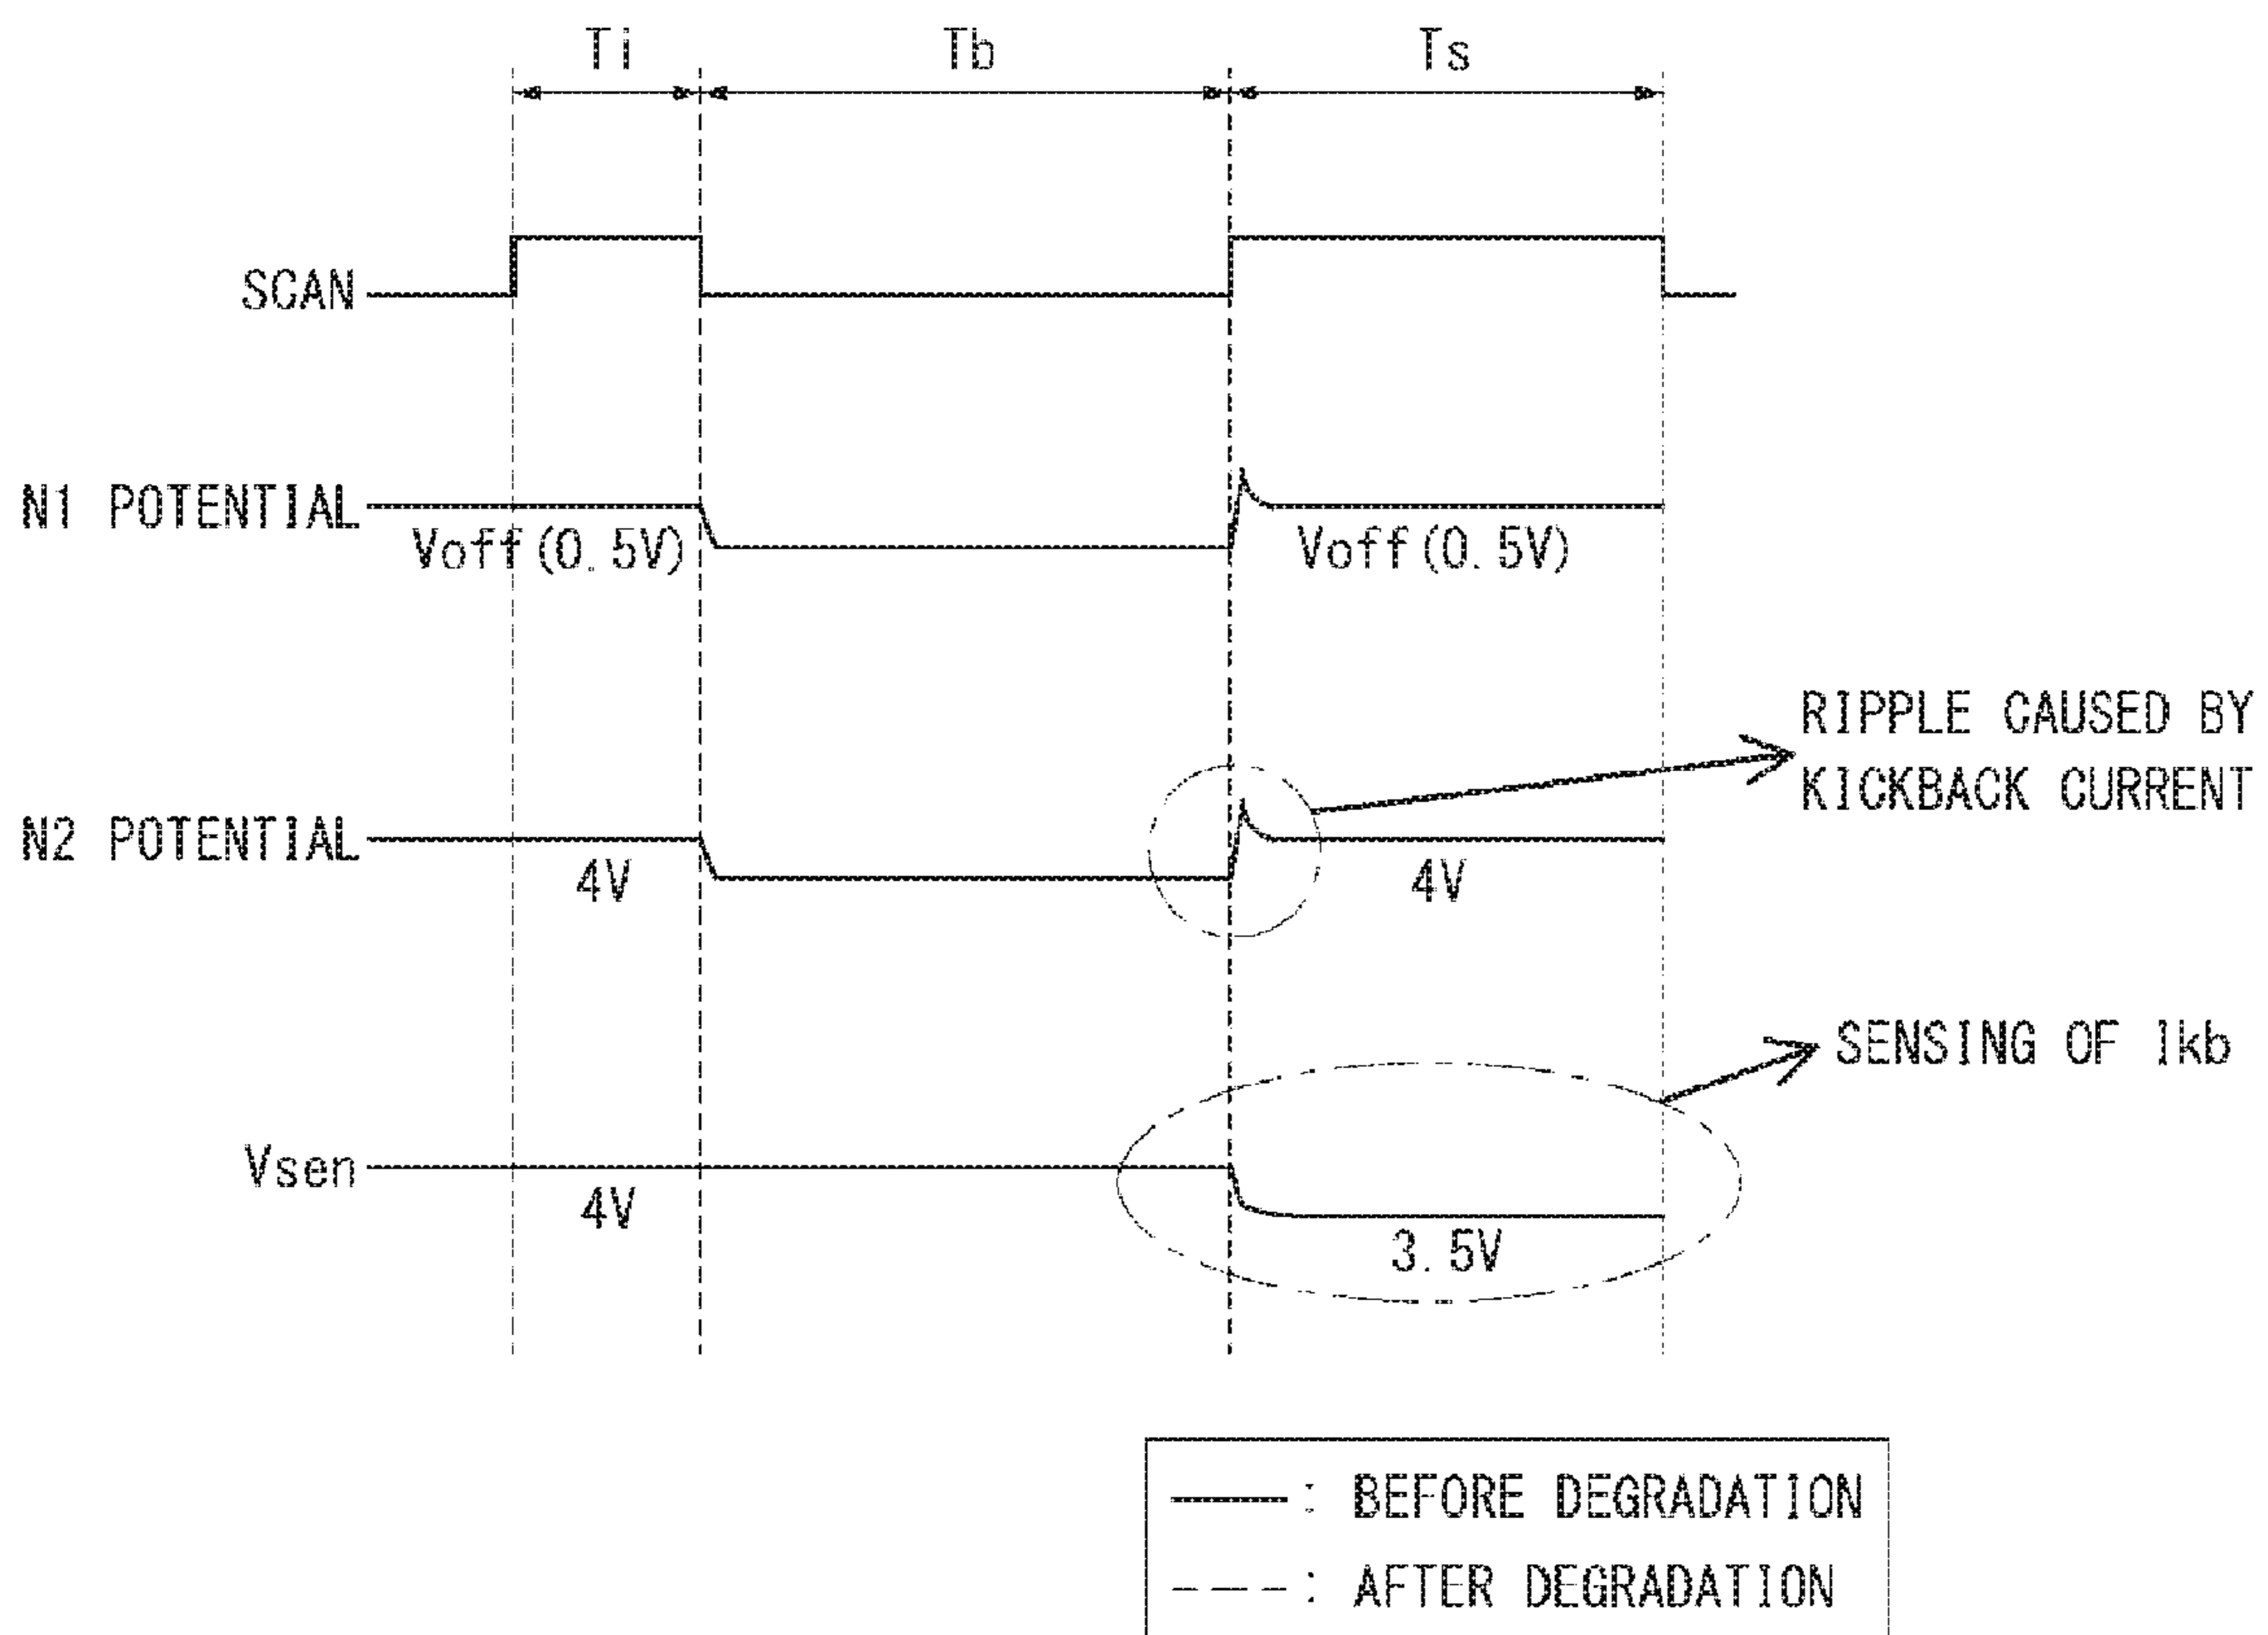 Ti Tb Ts
SCAN
N1 POTENTIAL
Voff(0.5V) Voff(0.5V)
RIPPLE CAUSED BY
KICKBACK CURRENT
N2 POTENTIAL
4V 4V
SENSING OF Ikb
Vsen
4V
3.5V
: BEFORE DEGRADATION
: AFTER DEGRADATION